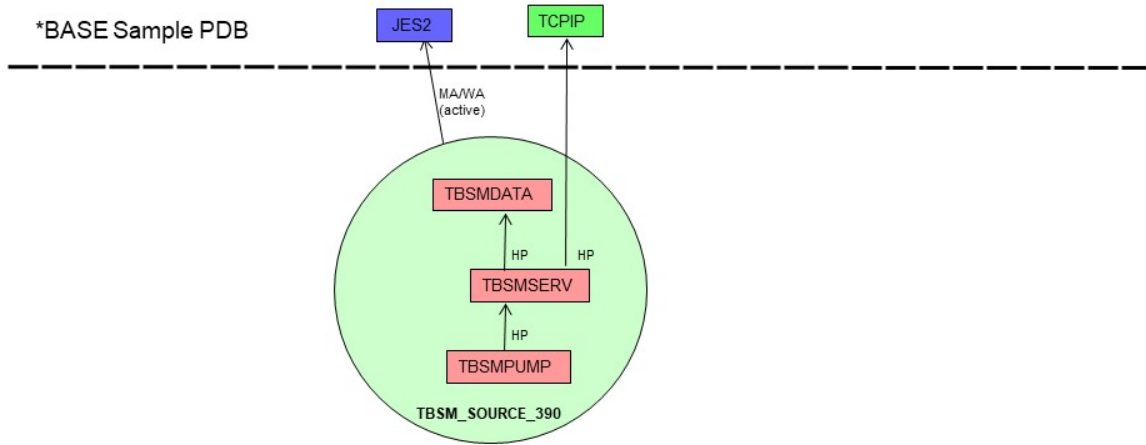 *BASE Sample PDB
JES2
TCPIP
MA/WA
(active)
TBSMDATA
HP
HP
TBSMSERV
HP
TBSMPUMP
TBSM_SOURCE_390